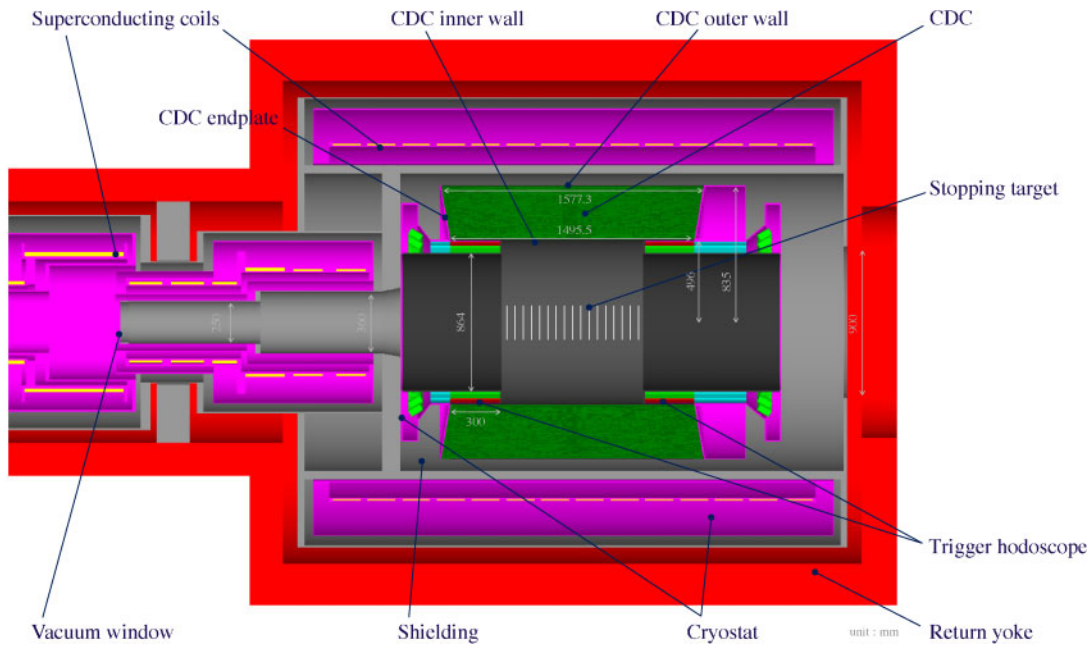 Superconducting coils
CDC inner wall
CDC outer wall
CDC
CDC endplate
1577.3
Stopping target
1495.5
496
835
250
360
864
900
300
Trigger hodoscope
Vacuum window
Shielding
Cryostat
unit : mm
Return yoke